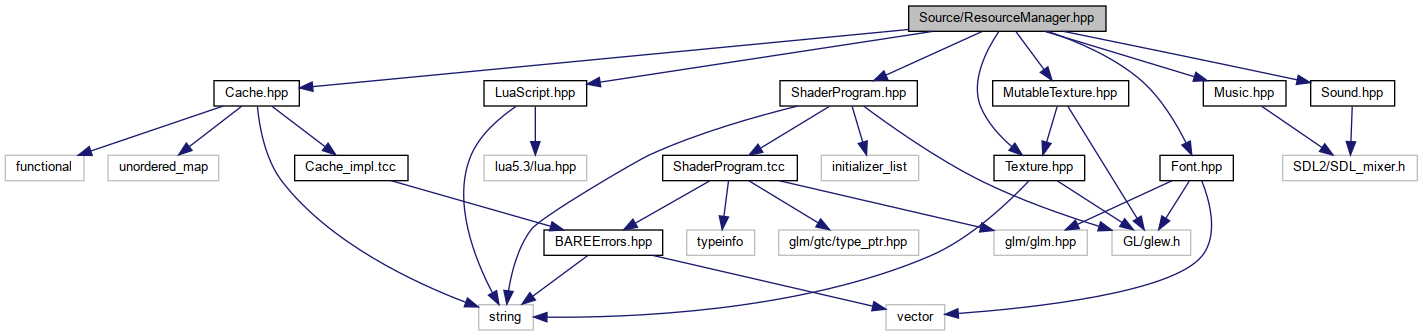 Source/ResourceManager.hpp
Cache.hpp
LuaScript.hpp
ShaderProgram.hpp
MutableTexture.hpp
Music.hpp
Sound.hpp
functional
unordered_map
Cache_impl.tcc
lua5.3/lua.hpp
ShaderProgram.tcc
initializer_list
Texture.hpp
Font.hpp
SDL2/SDL_mixer.h
BAREErrors.hpp
typeinfo
glm/gtc/type_ptr.hpp
glm/glm.hpp
GL/glew.h
string
vector